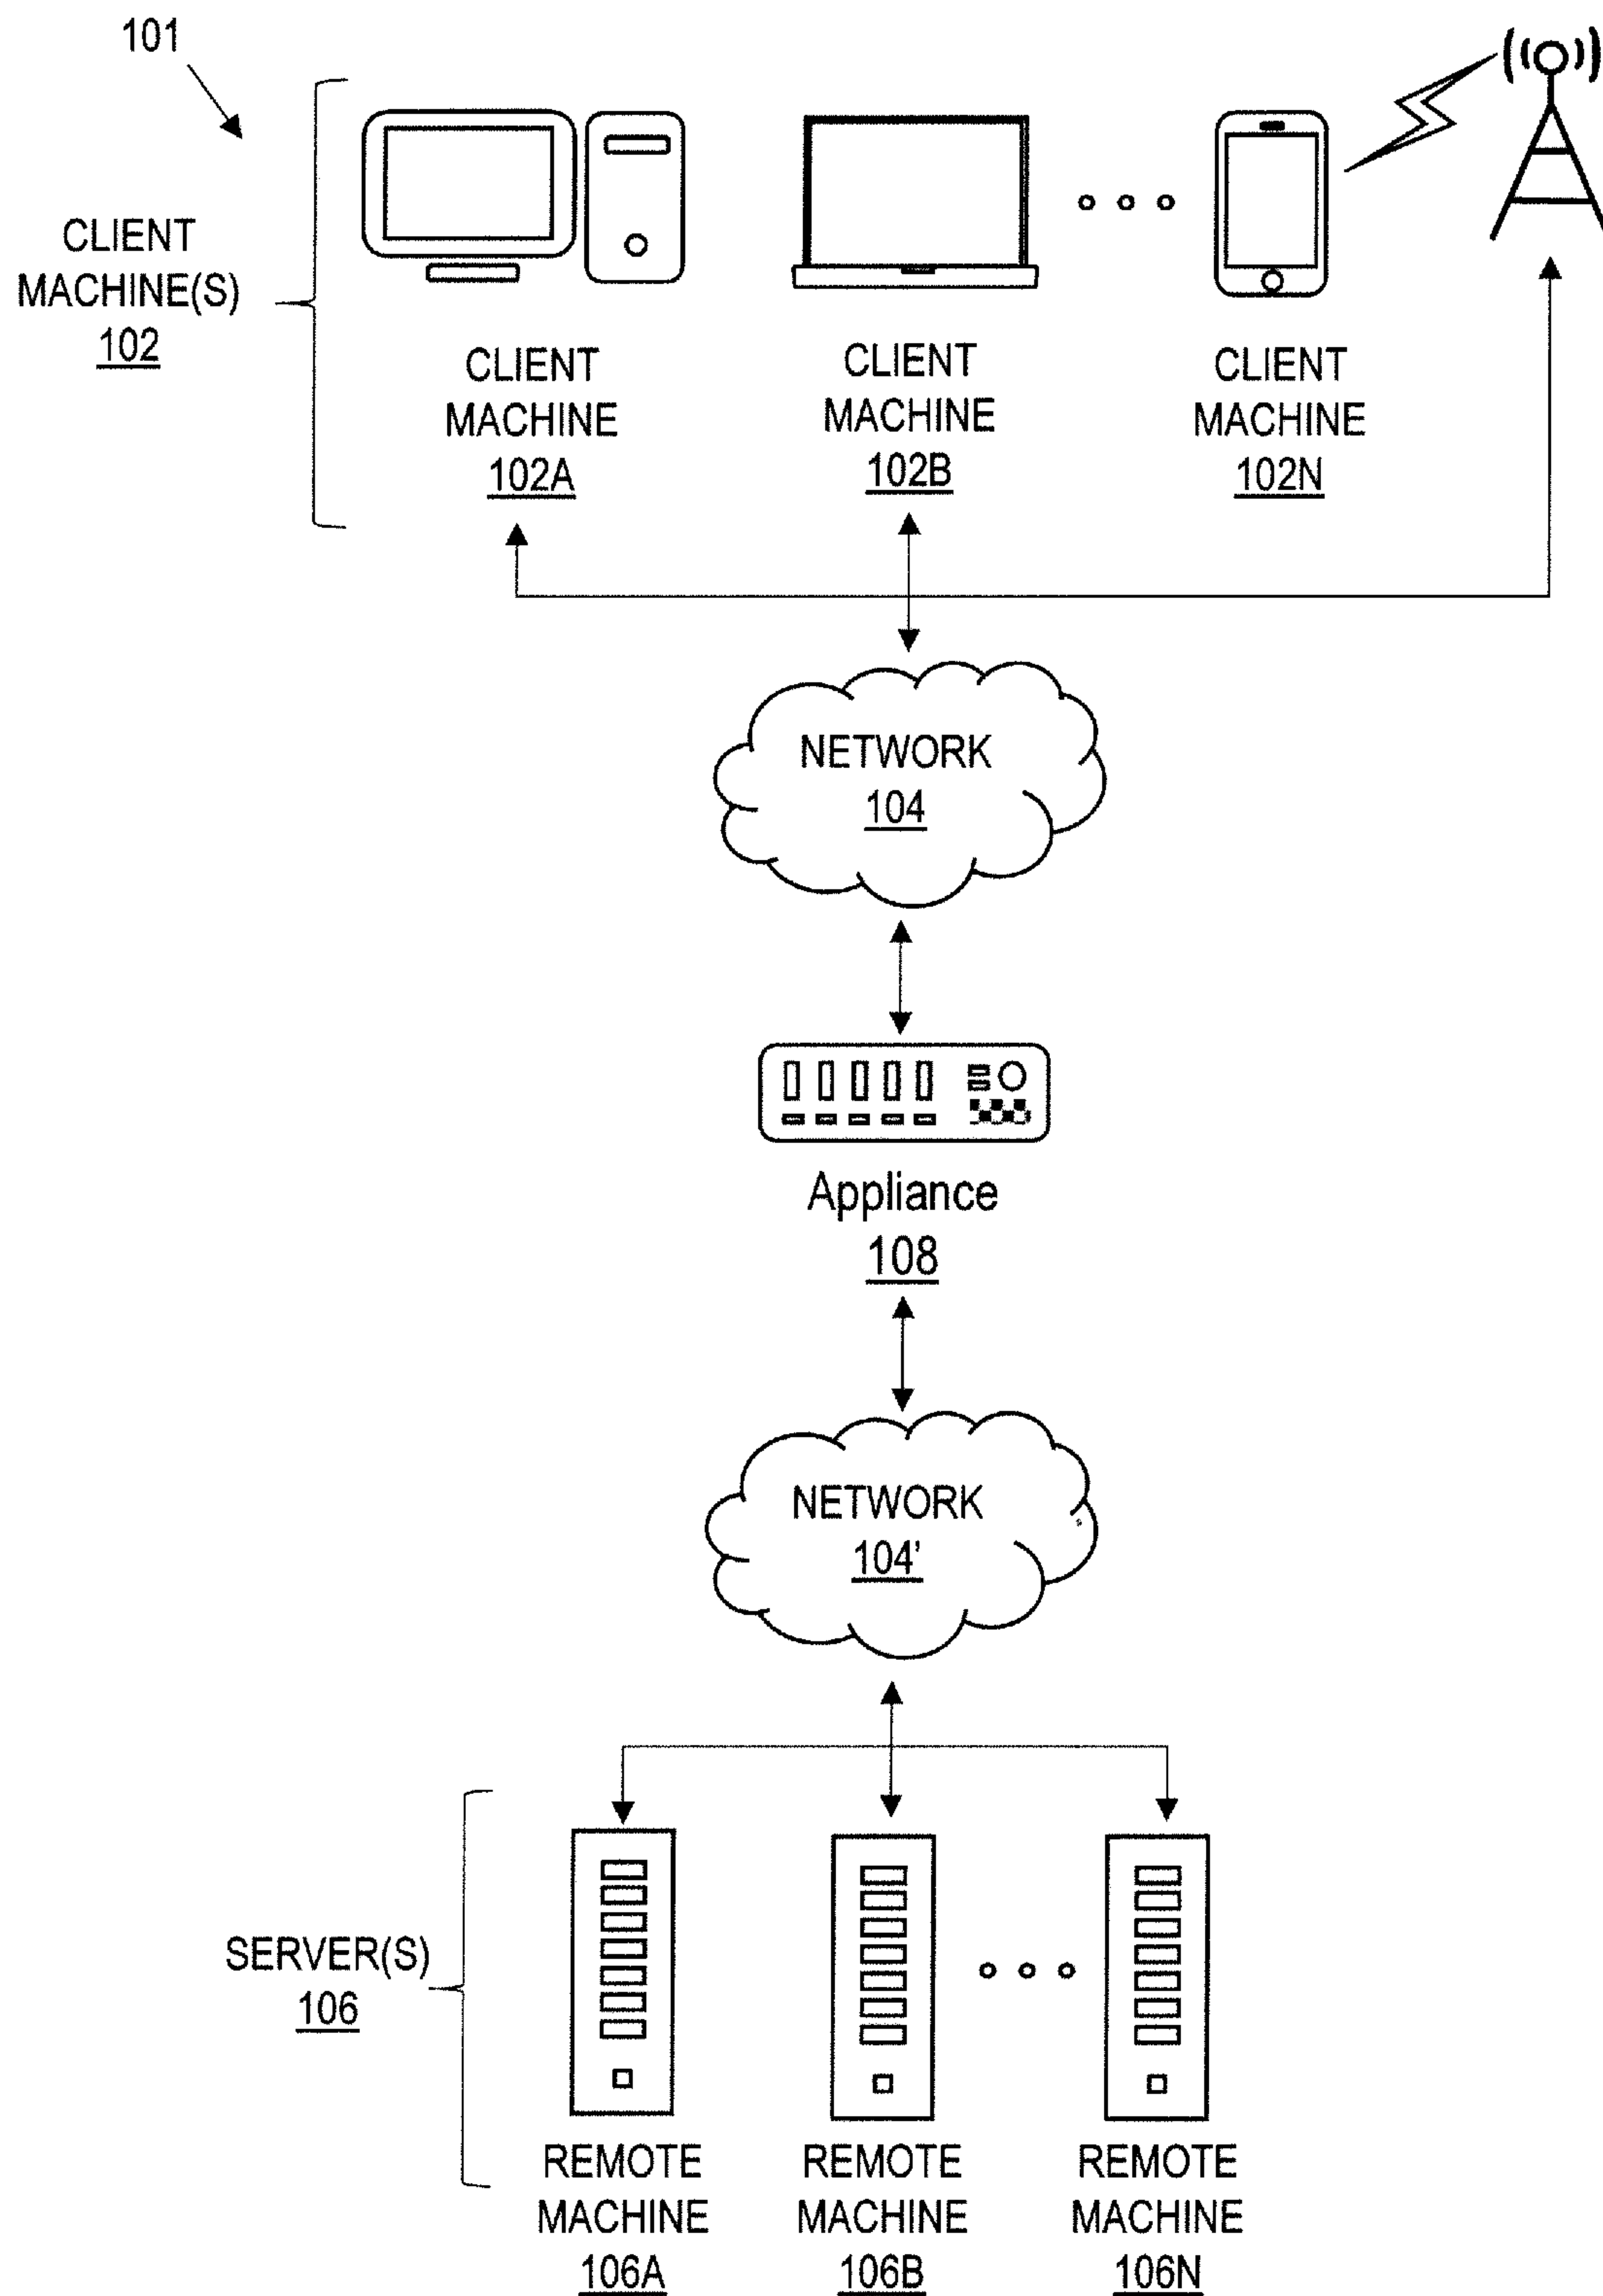 101
CLIENT
MACHINE(S)
102
CLIENT
MACHINE
102A
CLIENT
MACHINE
102B
CLIENT
MACHINE
102N
NETWORK
104
Appliance
108
NETWORK
104'
SERVER(S)
106
REMOTE
MACHINE
106A
REMOTE
MACHINE
106B
REMOTE
MACHINE
106N